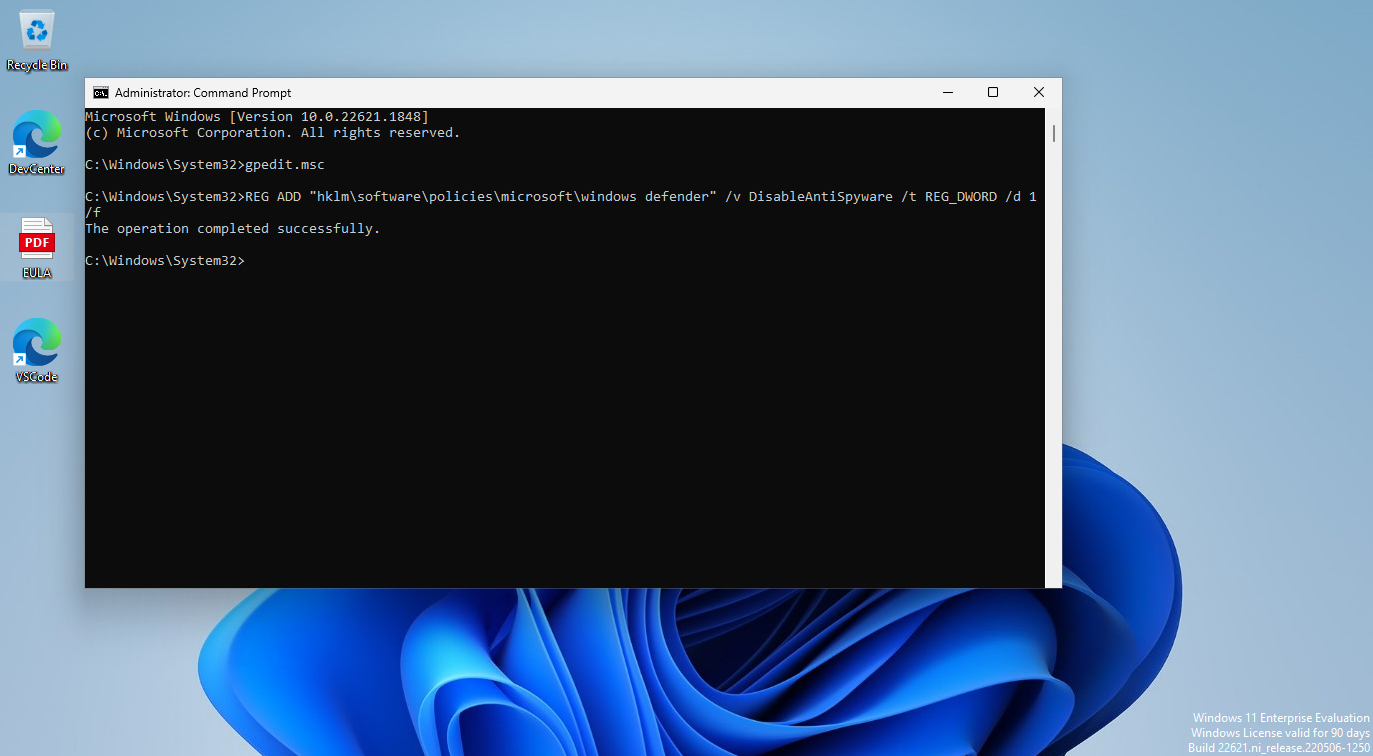 Recycle Bin
DevCenter
PDF
EULA
VSCode
Administrator: Command Prompt
Microsoft Windows [Version 10.0.22621.1848]
(c) Microsoft Corporation. All rights reserved.
C:\Windows\System32>gpedit.msc
C:\Windows\System32>REG ADD "hklm\software\policies\microsoft\windows defender" /v DisableAntiSpyware /t REG_DWORD /d 1
/f
The operation completed successfully.
C:\Windows\System32>
Windows 11 Enterprise Evaluation
Windows License valid for 90 days
Build 22621.ni_release.220506-1250